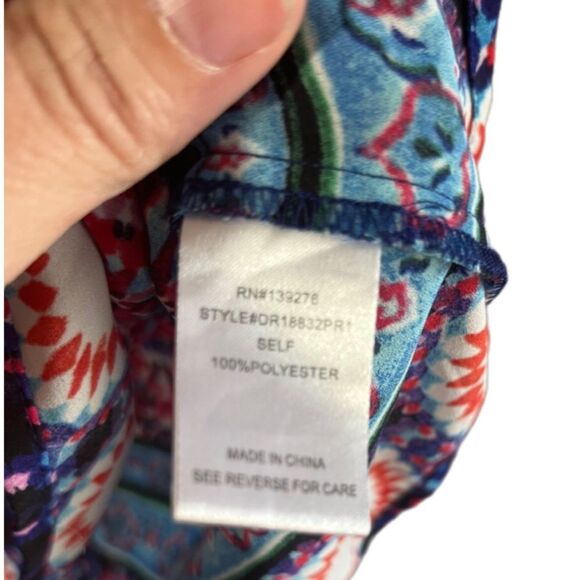 RN#139276
STYLE#DR18832PR1
SELF
100%POLYESTER
MADE IN CHINA
SEE REVERSE FOR CARE